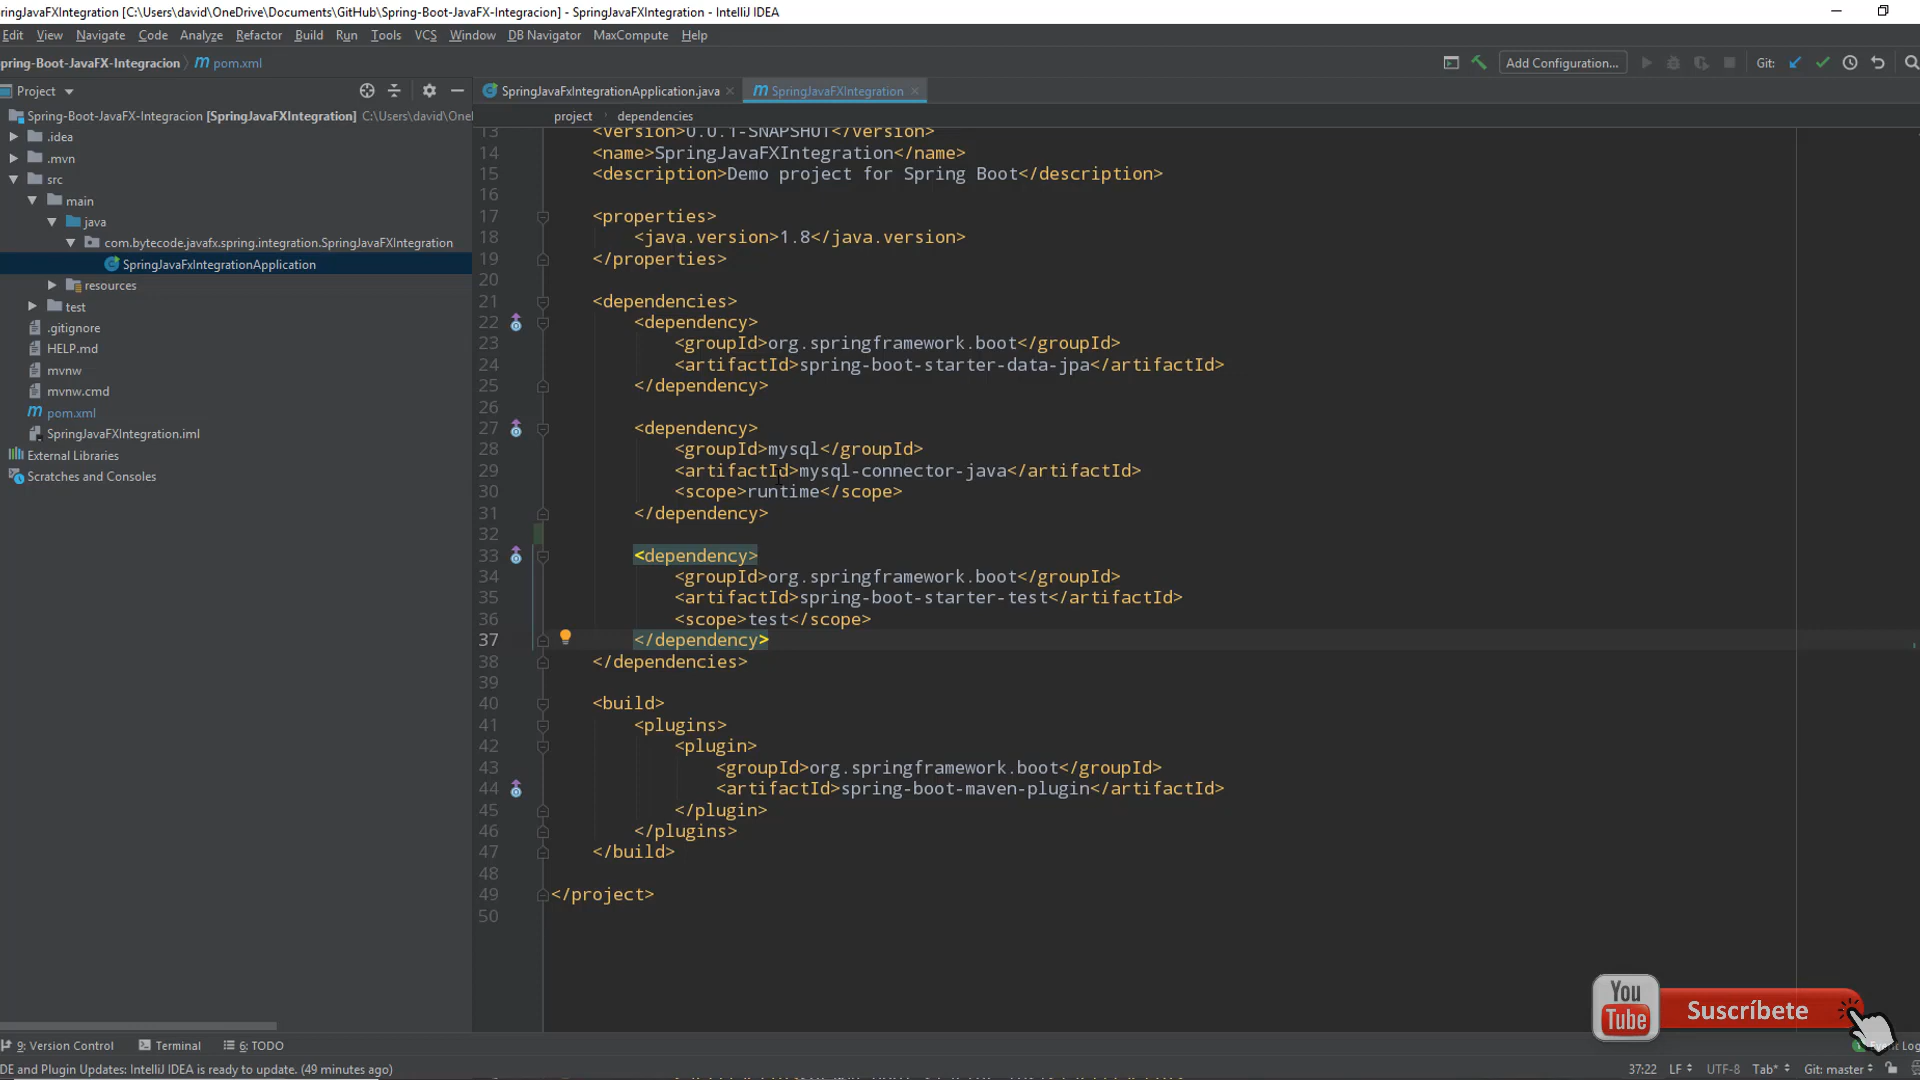 ringJavaFXIntegration [C:\Users\david\OneDrive\Documents\GitHub\Spring-Boot-JavaFX-Integracion] - SpringJavaFXIntegration - IntelliJ IDEA
Edit View Navigate Code Analyze Refactor Build Run Tools VCS Window DB Navigator MaxCompute Help
pring-Boot-JavaFX-Integracion pom.xml Add Configuration... Git:
Project
SpringJavaFxIntegrationApplication.java SpringJavaFXIntegration
project dependencies
Spring-Boot-JavaFX-Integracion [SpringJavaFXIntegration] C:\Users\david\One
.idea
.mvn
src
main
java
com.bytecode.javafx.spring.integration.SpringJavaFXIntegration
SpringJavaFxIntegrationApplication
resources
test
.gitignore
HELP.md
mvnw
mvnw.cmd
pom.xml
SpringJavaFXIntegration.iml
External Libraries
Scratches and Consoles
13 <version>0.0.1-SNAPSHOT</version>
14 <name>SpringJavaFXIntegration</name>
15 <description>Demo project for Spring Boot</description>
16
17 <properties>
18 <java.version>1.8</java.version>
19 </properties>
20
21 <dependencies>
22 <dependency>
23 <groupId>org.springframework.boot</groupId>
24 <artifactId>spring-boot-starter-data-jpa</artifactId>
25 </dependency>
26
27 <dependency>
28 <groupId>mysql</groupId>
29 <artifactId>mysql-connector-java</artifactId>
30 <scope>runtime</scope>
31 </dependency>
32
33 <dependency>
34 <groupId>org.springframework.boot</groupId>
35 <artifactId>spring-boot-starter-test</artifactId>
36 <scope>test</scope>
37 </dependency>
38 </dependencies>
39
40 <build>
41 <plugins>
42 <plugin>
43 <groupId>org.springframework.boot</groupId>
44 <artifactId>spring-boot-maven-plugin</artifactId>
45 </plugin>
46 </plugins>
47 </build>
48
49 </project>
50
You Tube Suscríbete
9: Version Control Terminal 6: TODO Event Log
DE and Plugin Updates: IntelliJ IDEA is ready to update. (49 minutes ago) 37:22 LF UTF-8 Tab* Git: master